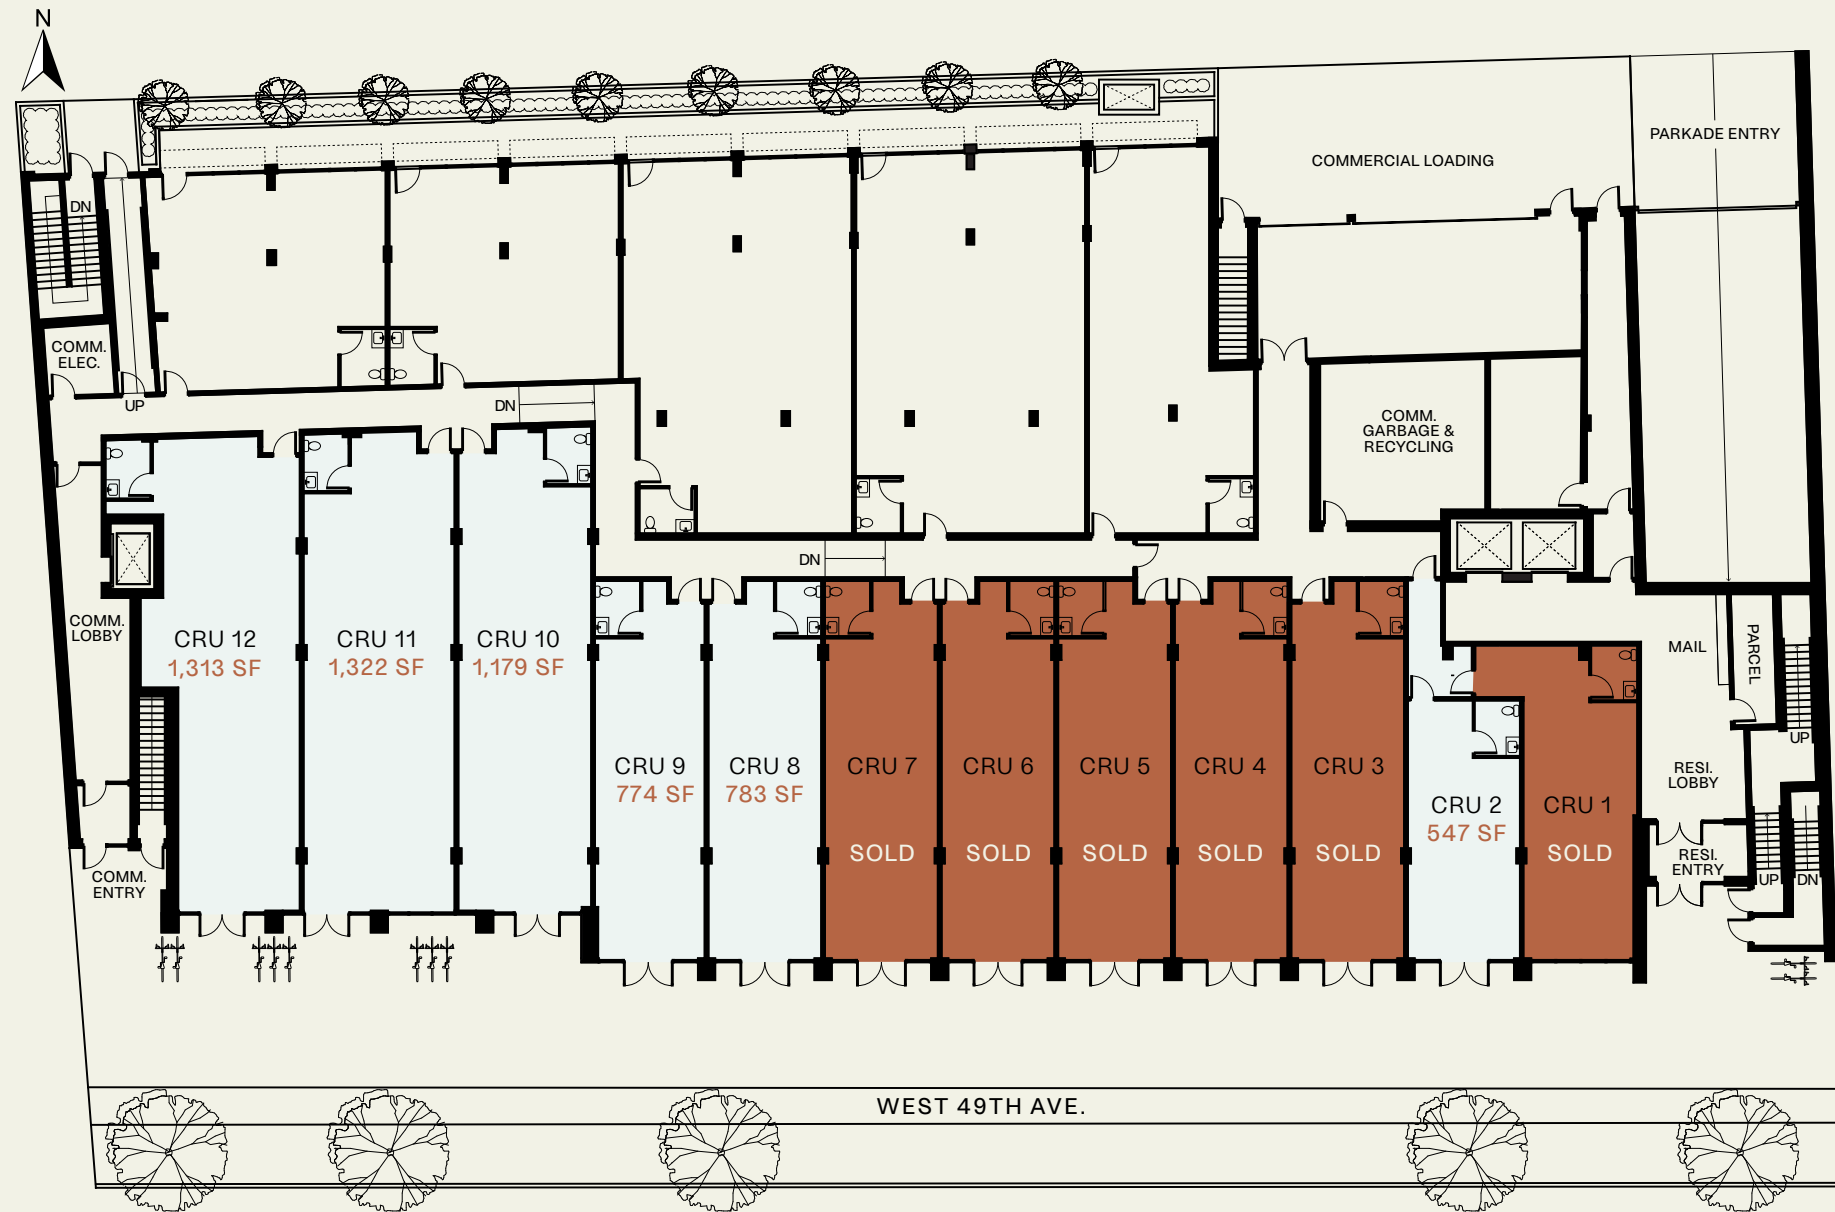 N
PARKADE ENTRY
COMMERCIAL LOADING
DN
COMM.
ELEC.
UP
DN
COMM.
GARBAGE &
RECYCLING
DN
COMM.
LOBBY
CRU 12
1,313 SF
CRU 11
1,322 SF
CRU 10
1,179 SF
MAIL
PARCEL
UP
CRU 9
774 SF
CRU 8
783 SF
CRU 7
SOLD
CRU 6
SOLD
CRU 5
SOLD
CRU 4
SOLD
CRU 3
SOLD
CRU 2
547 SF
CRU 1
SOLD
RESI.
LOBBY
RESI.
ENTRY
UP
DN
COMM.
ENTRY
WEST 49TH AVE.